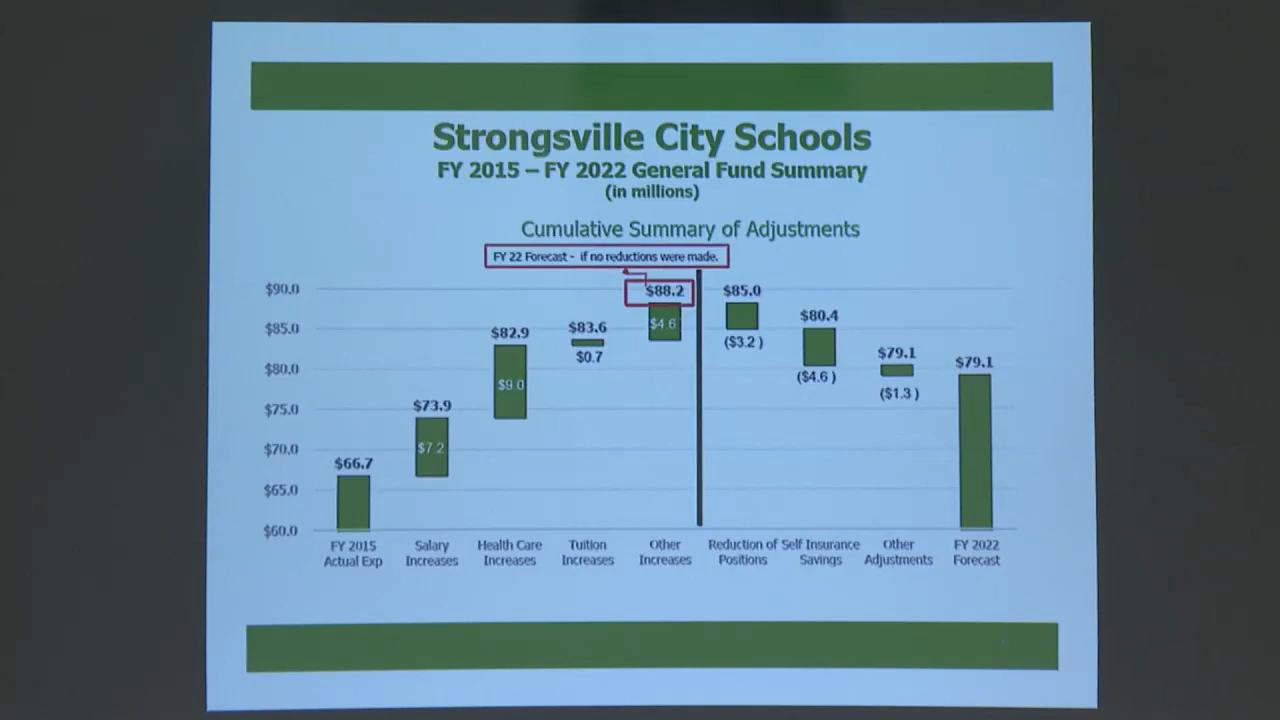 Strongsville City Schools
FY 2015 – FY 2022 General Fund Summary
(in millions)
Cumulative Summary of Adjustments
FY 22 Forecast - if no reductions were made.
$90.0
$85.0
$80.0
$75.0
$70.0
$65.0
$60.0
$66.7
$73.9
$7.2
$82.9
$9.0
$83.6
$0.7
$88.2
$4.6
$85.0
($3.2 )
$80.4
($4.6 )
$79.1
($1.3 )
$79.1
FY 2015
Actual Exp
Salary
Increases
Health Care
Increases
Tuition
Increases
Other
Increases
Reduction of
Positions
Self Insurance
Savings
Other
Adjustments
FY 2022
Forecast